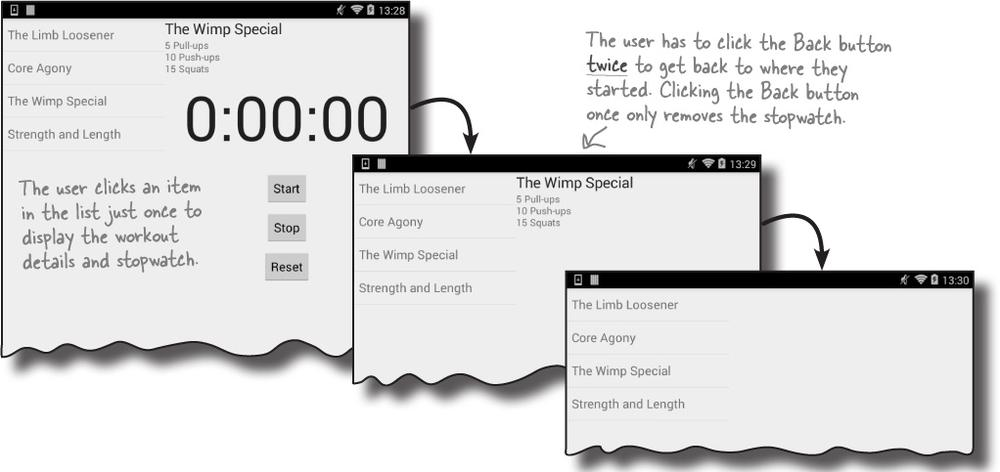 13:28
The Limb Loosener
Core Agony
The Wimp Special
Strength and Length
The Wimp Special
5 Pull-ups
10 Push-ups
15 Squats
0:00:00
Start
Stop
Reset
The user clicks an item
in the list just once to
display the workout
details and stopwatch.
The user has to click the Back button
twice to get back to where they
started. Clicking the Back button
once only removes the stopwatch.
13:29
The Limb Loosener
Core Agony
The Wimp Special
Strength and Length
The Wimp Special
5 Pull-ups
10 Push-ups
15 Squats
13:30
The Limb Loosener
Core Agony
The Wimp Special
Strength and Length